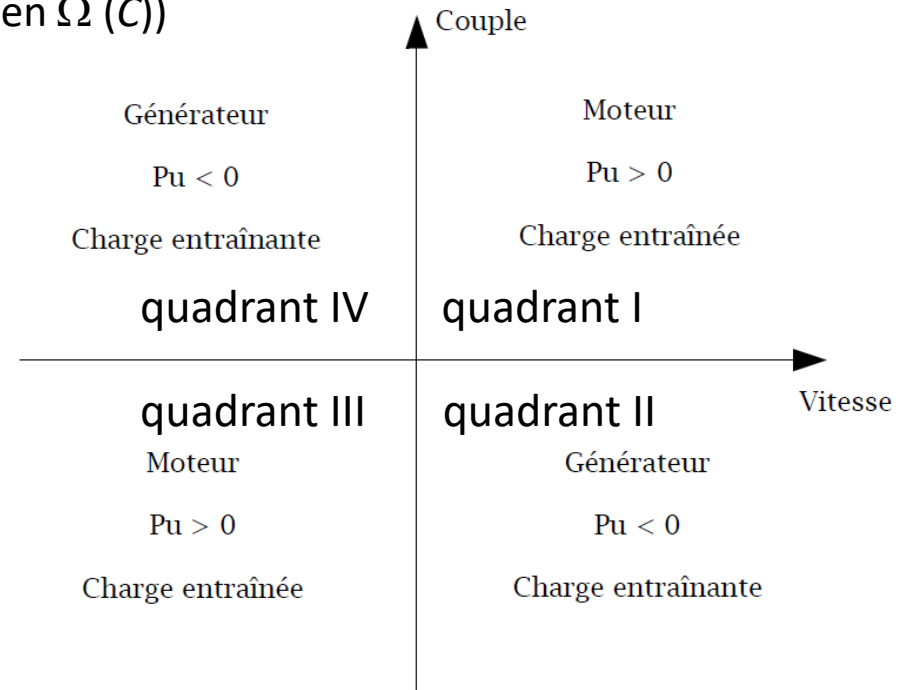 en Ω (C))
Couple
Générateur
Pu < 0
Charge entraînante
quadrant IV
Moteur
Pu > 0
Charge entraînée
quadrant I
Vitesse
quadrant III
Moteur
Pu > 0
Charge entraînée
quadrant II
Générateur
Pu < 0
Charge entraînante